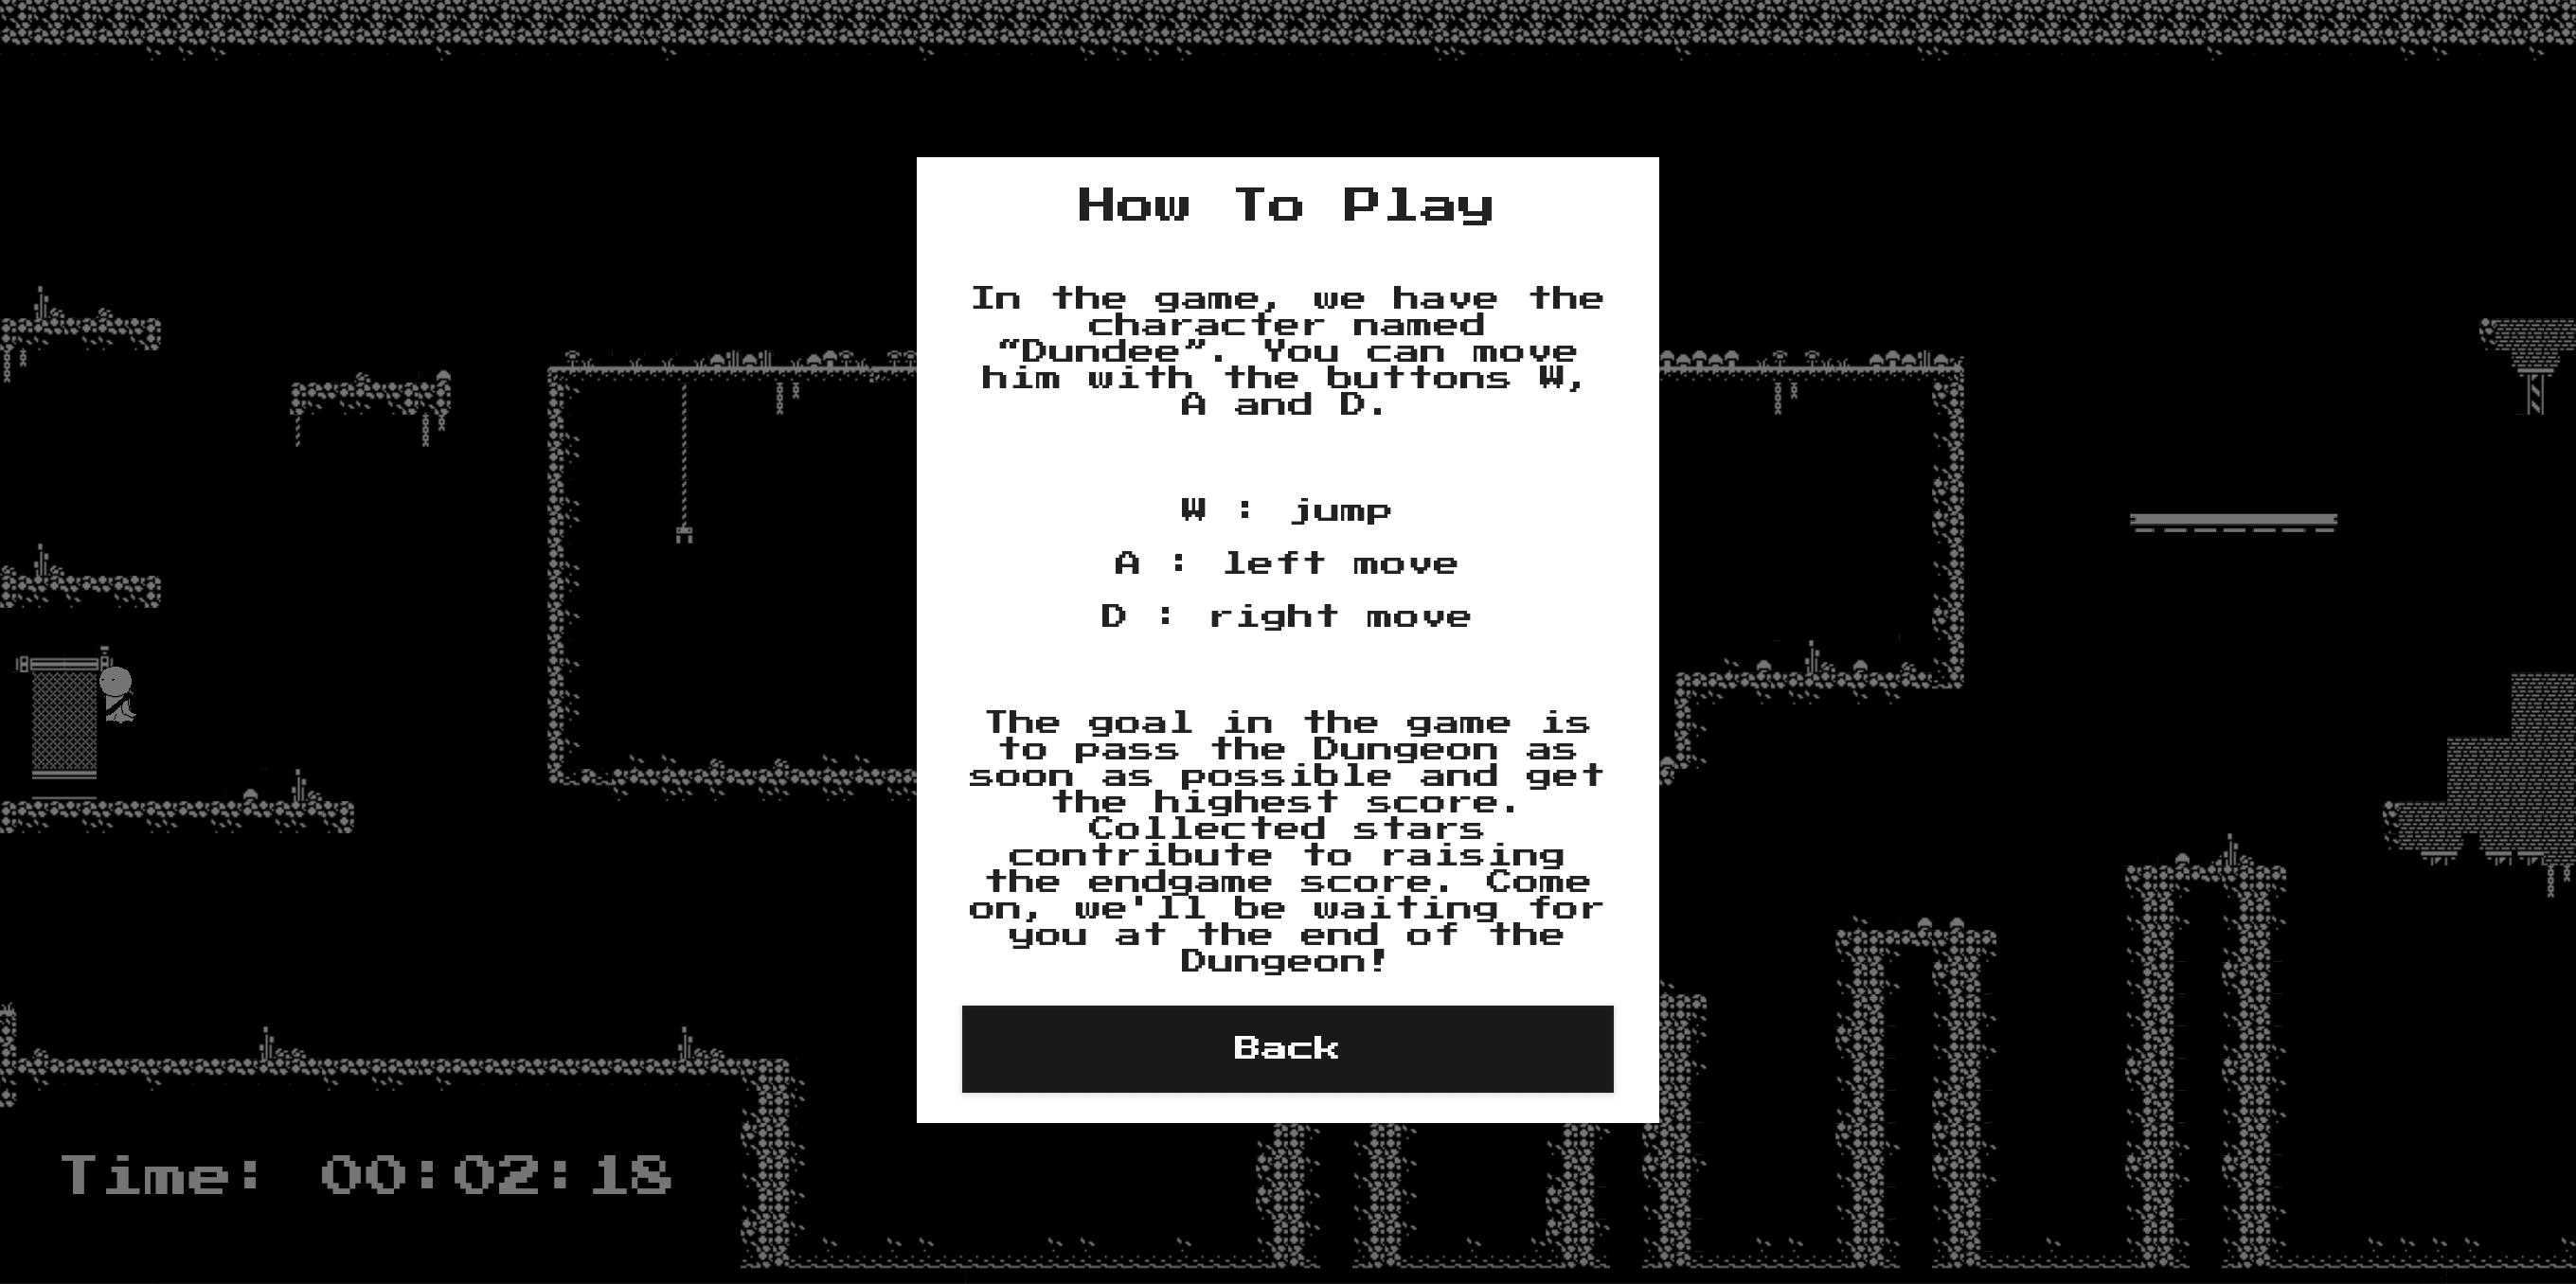 How To Play
In the game, we have the
character named
“Dundee”. You can move
him with the buttons W,
A and D.
W : jump
A : left move
D : right move
The goal in the game is
to pass the Dungeon as
soon as possible and get
the highest score.
Collected stars
contribute to raising
the endgame score. Come
on, we'll be waiting for
you at the end of the
Dungeon!
Back
Time: 00:02:18